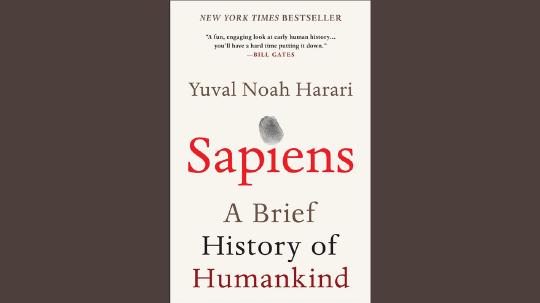 NEW YORK TIMES BESTSELLER
"A fun, engaging look at early human history...
you'll have a hard time putting it down."
—BILL GATES
Yuval Noah Harari
Sapiens
A Brief
History of
Humankind